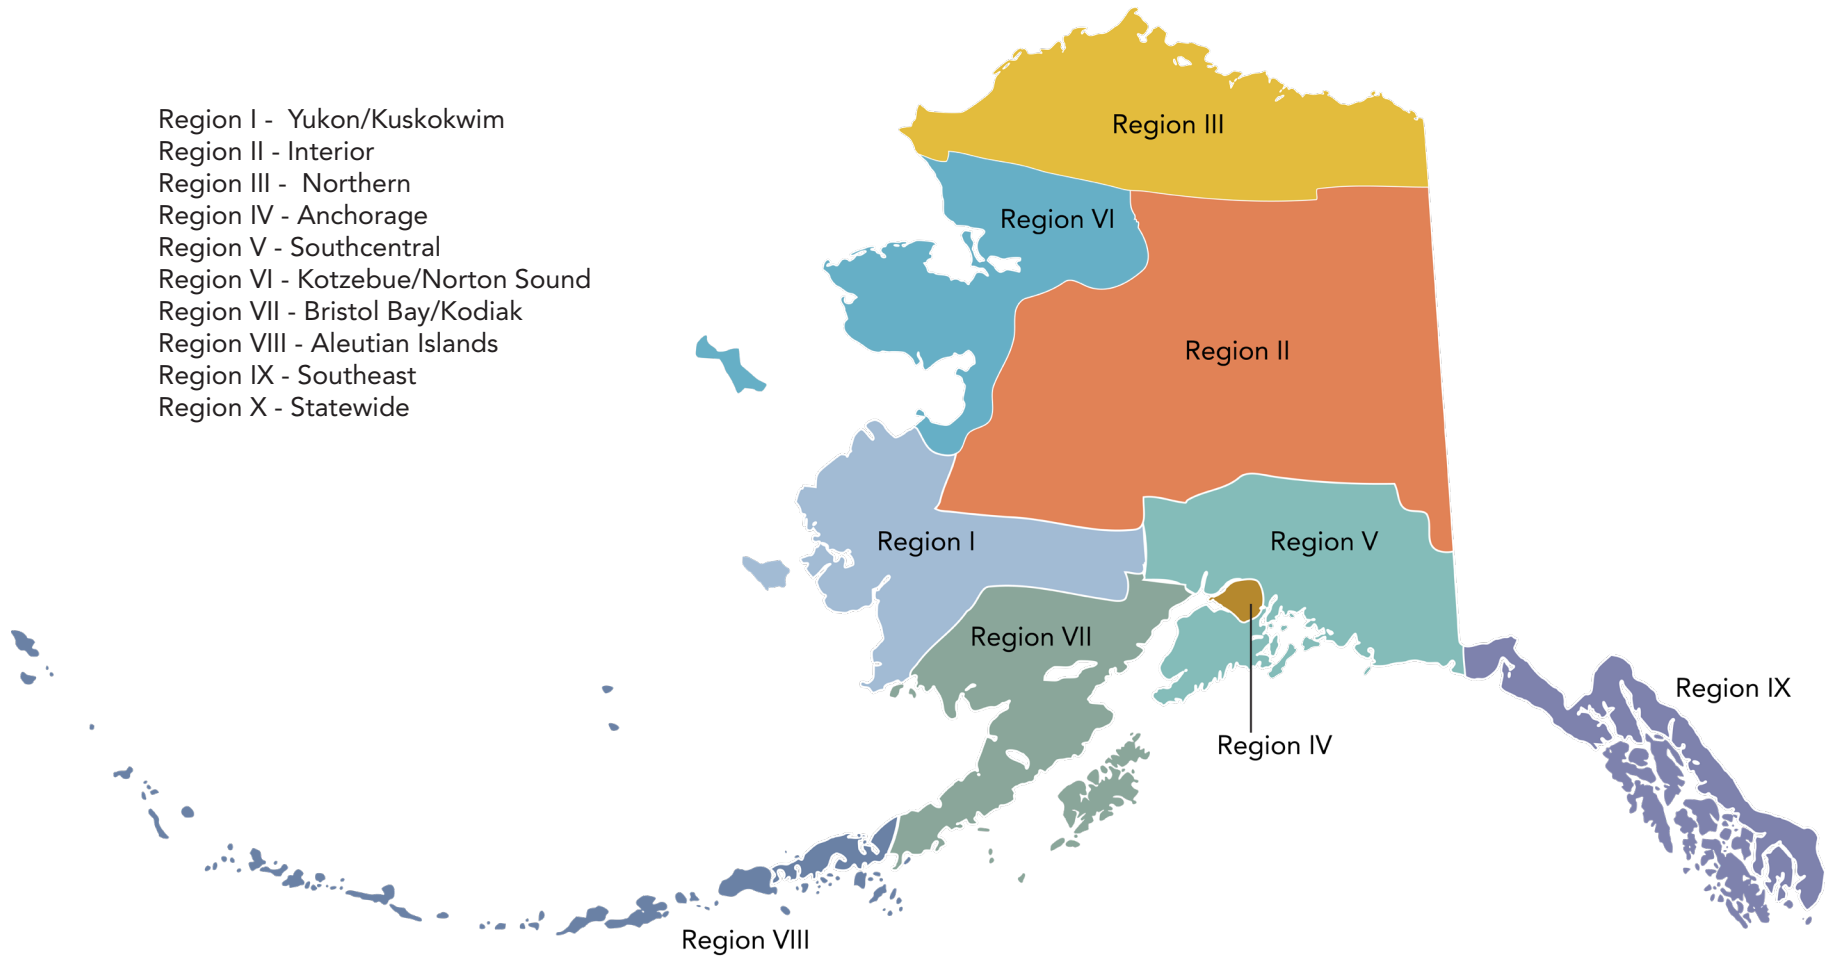 Region I -  Yukon/Kuskokwim
Region II - Interior
Region III -  Northern
Region IV - Anchorage
Region V - Southcentral
Region VI - Kotzebue/Norton Sound
Region VII - Bristol Bay/Kodiak
Region VIII - Aleutian Islands
Region IX - Southeast
Region X - Statewide
Region III
Region VI
Region II
Region I
Region V
Region VII
Region IX
Region IV
Region VIII